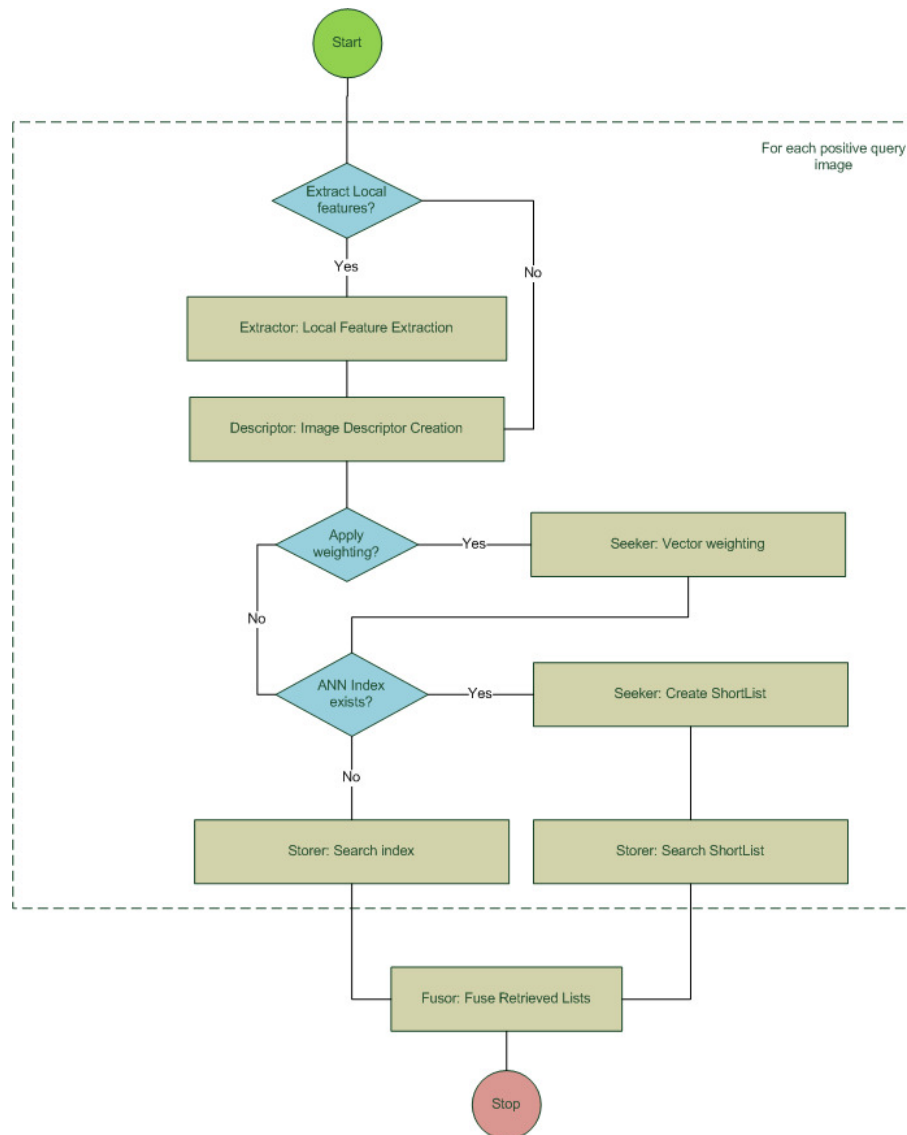 Start
For each positive query
image
Extract Local
features?
Yes
No
Extractor: Local Feature Extraction
Descriptor: Image Descriptor Creation
Apply
weighting?
Yes
Seeker: Vector weighting
No
ANN Index
exists?
Yes
Seeker: Create ShortList
No
Storer: Search index
Storer: Search ShortList
Fusor: Fuse Retrieved Lists
Stop